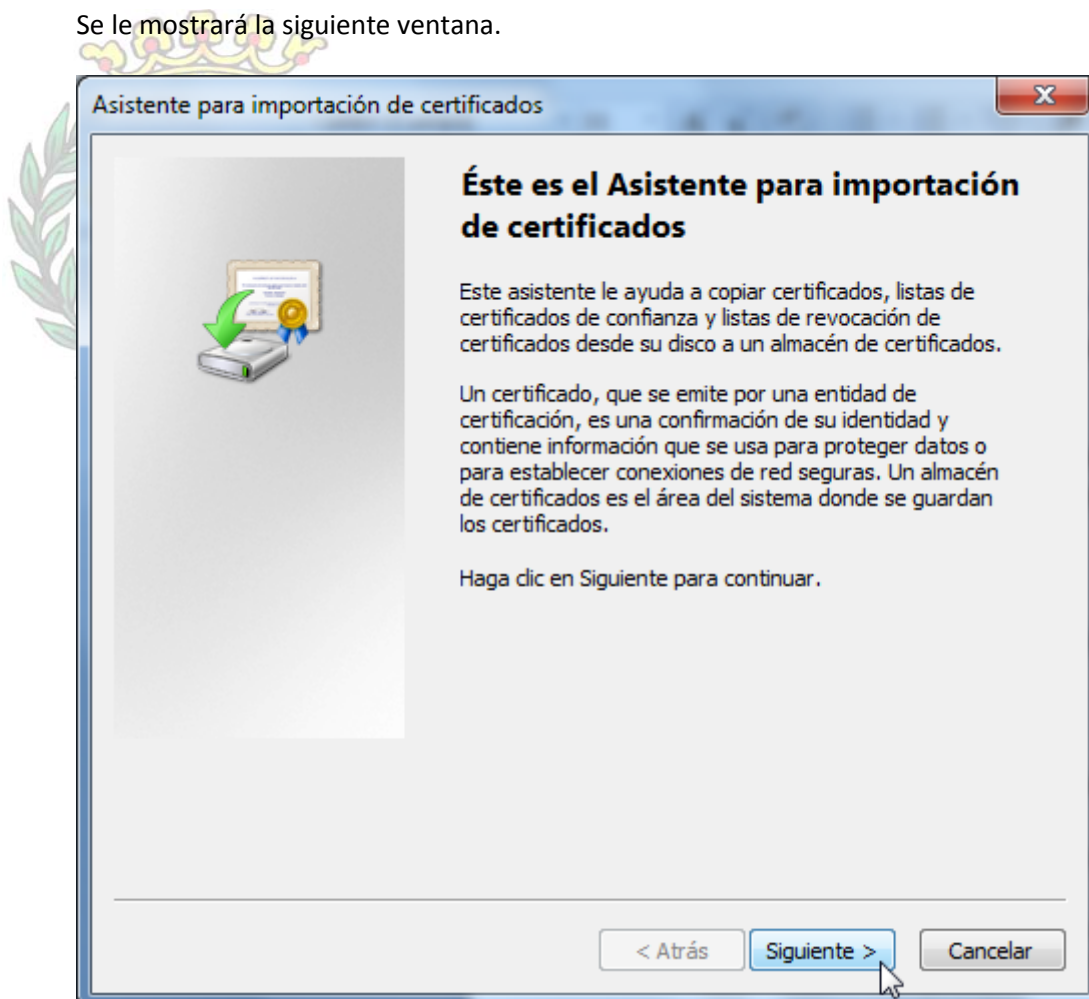 Se le mostrará la siguiente ventana.
Asistente para importación de certificados
Éste es el Asistente para importación
de certificados
Este asistente le ayuda a copiar certificados, listas de
certificados de confianza y listas de revocación de
certificados desde su disco a un almacén de certificados.
Un certificado, que se emite por una entidad de
certificación, es una confirmación de su identidad y
contiene información que se usa para proteger datos o
para establecer conexiones de red seguras. Un almacén
de certificados es el área del sistema donde se guardan
los certificados.
Haga clic en Siguiente para continuar.
< Atrás Siguiente > Cancelar